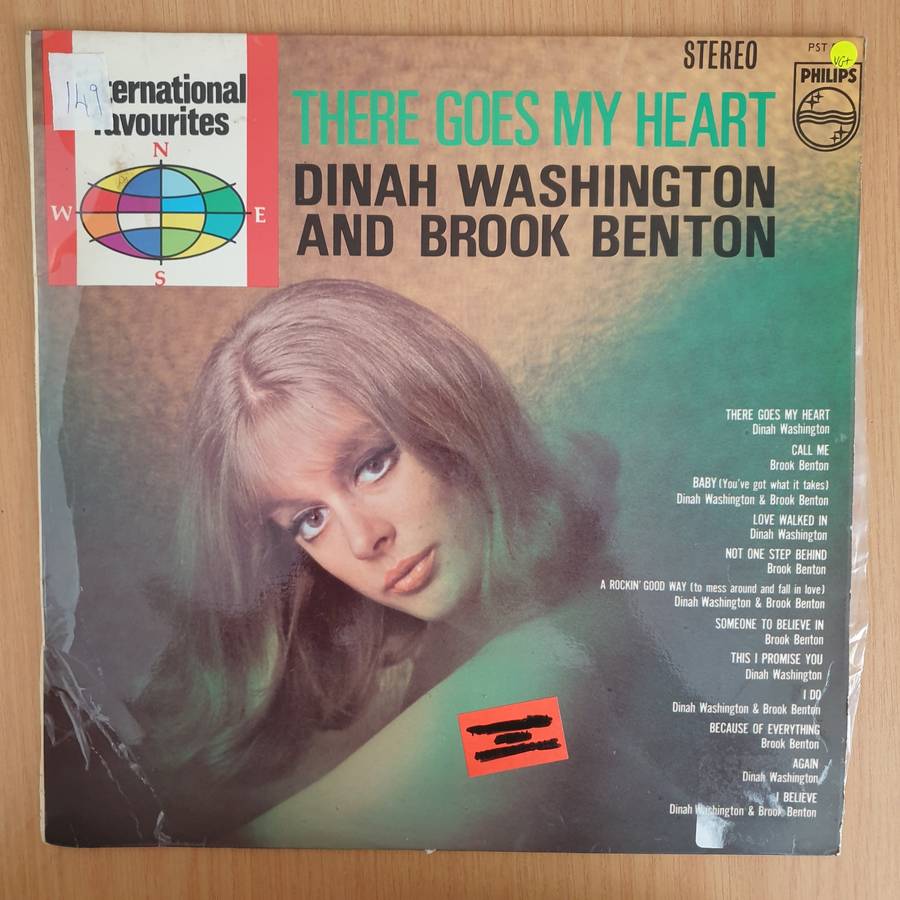 STEREO
PST
VG+
PHILIPS
149
ternational
favourites
N
W
E
S
THERE GOES MY HEART
DINAH WASHINGTON
AND BROOK BENTON
THERE GOES MY HEART
Dinah Washington
CALL ME
Brook Benton
BABY (You've got what it takes)
Dinah Washington & Brook Benton
LOVE WALKED IN
Dinah Washington
NOT ONE STEP BEHIND
Brook Benton
A ROCKIN' GOOD WAY (to mess around and fall in love)
Dinah Washington & Brook Benton
SOMEONE TO BELIEVE IN
Brook Benton
THIS I PROMISE YOU
Dinah Washington
I DO
Dinah Washington & Brook Benton
BECAUSE OF EVERYTHING
Brook Benton
AGAIN
Dinah Washington
I BELIEVE
Dinah Washington & Brook Benton